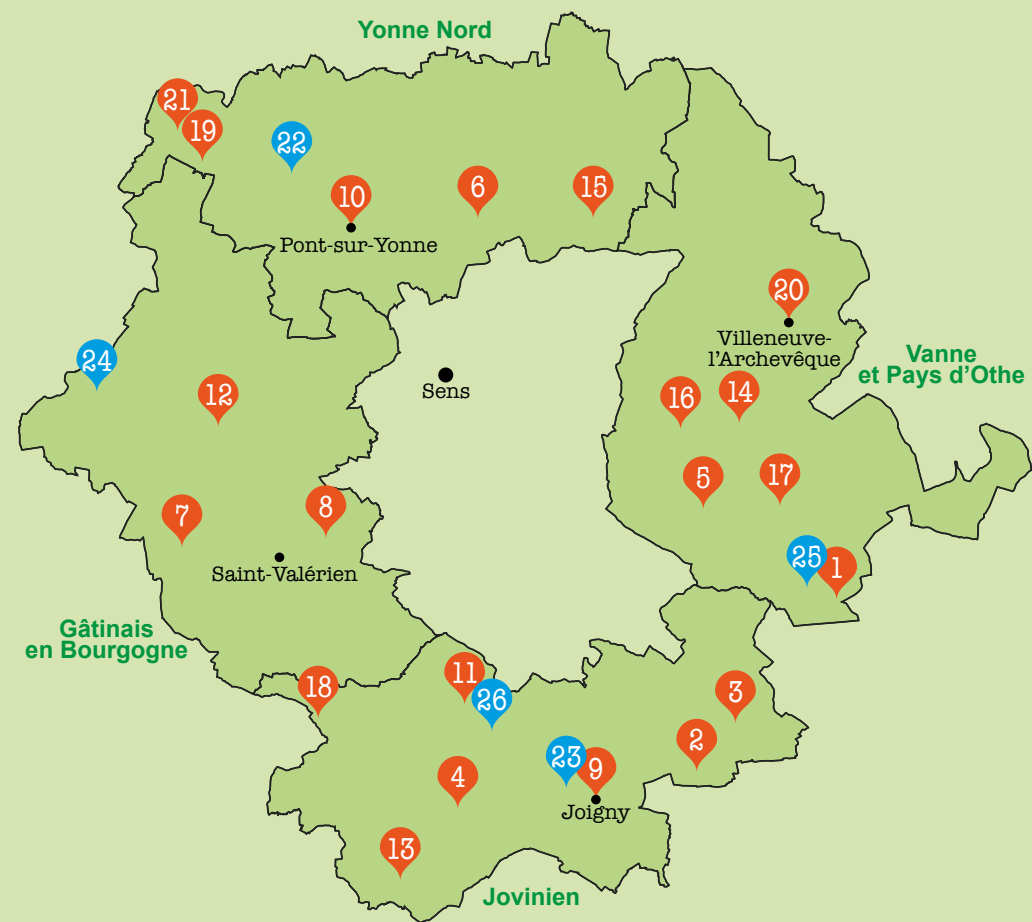 Yonne Nord
21
19
22
10
6
15
Pont-sur-Yonne
20
Villeneuve-
l'Archevêque
Vanne
et Pays d'Othe
24
12
Sens
16
14
5
17
7
8
Saint-Valérien
25
1
Gâtinais
en Bourgogne
18
11
26
3
2
4
23
9
Joigny
13
Jovinien